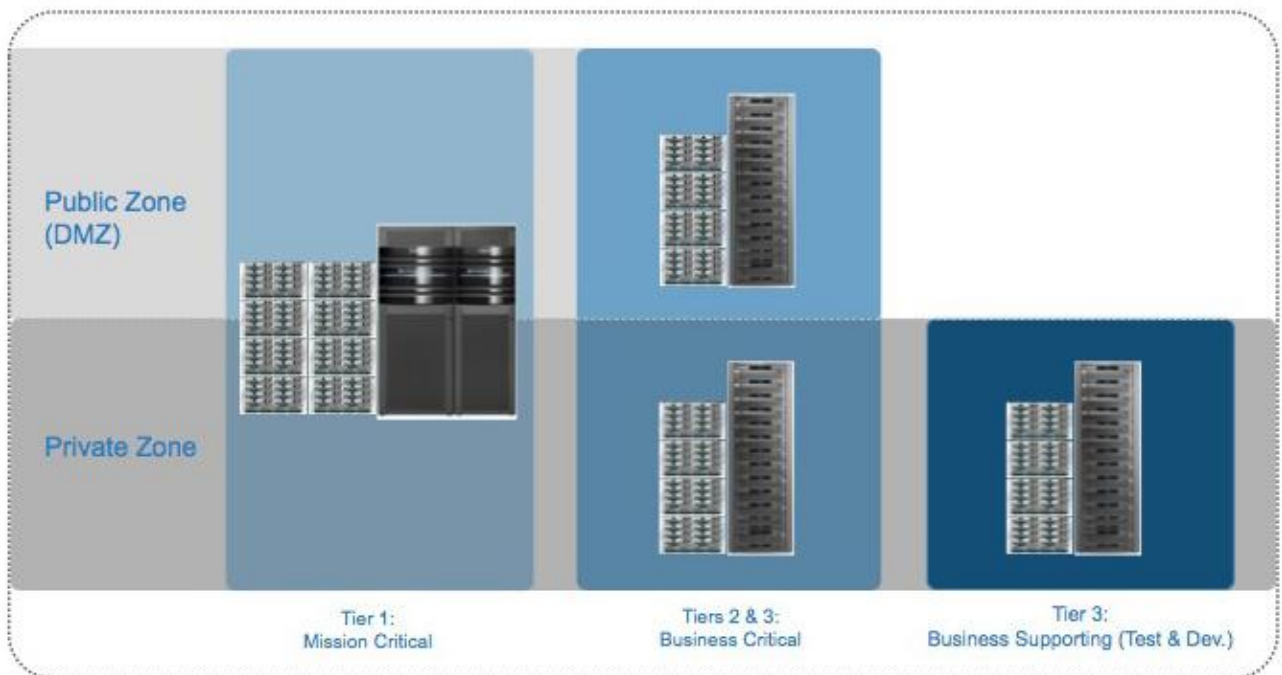 Public Zone
(DMZ)
Private Zone
Tier 1:
Mission Critical
Tiers 2 & 3:
Business Critical
Tier 3:
Business Supporting (Test & Dev.)